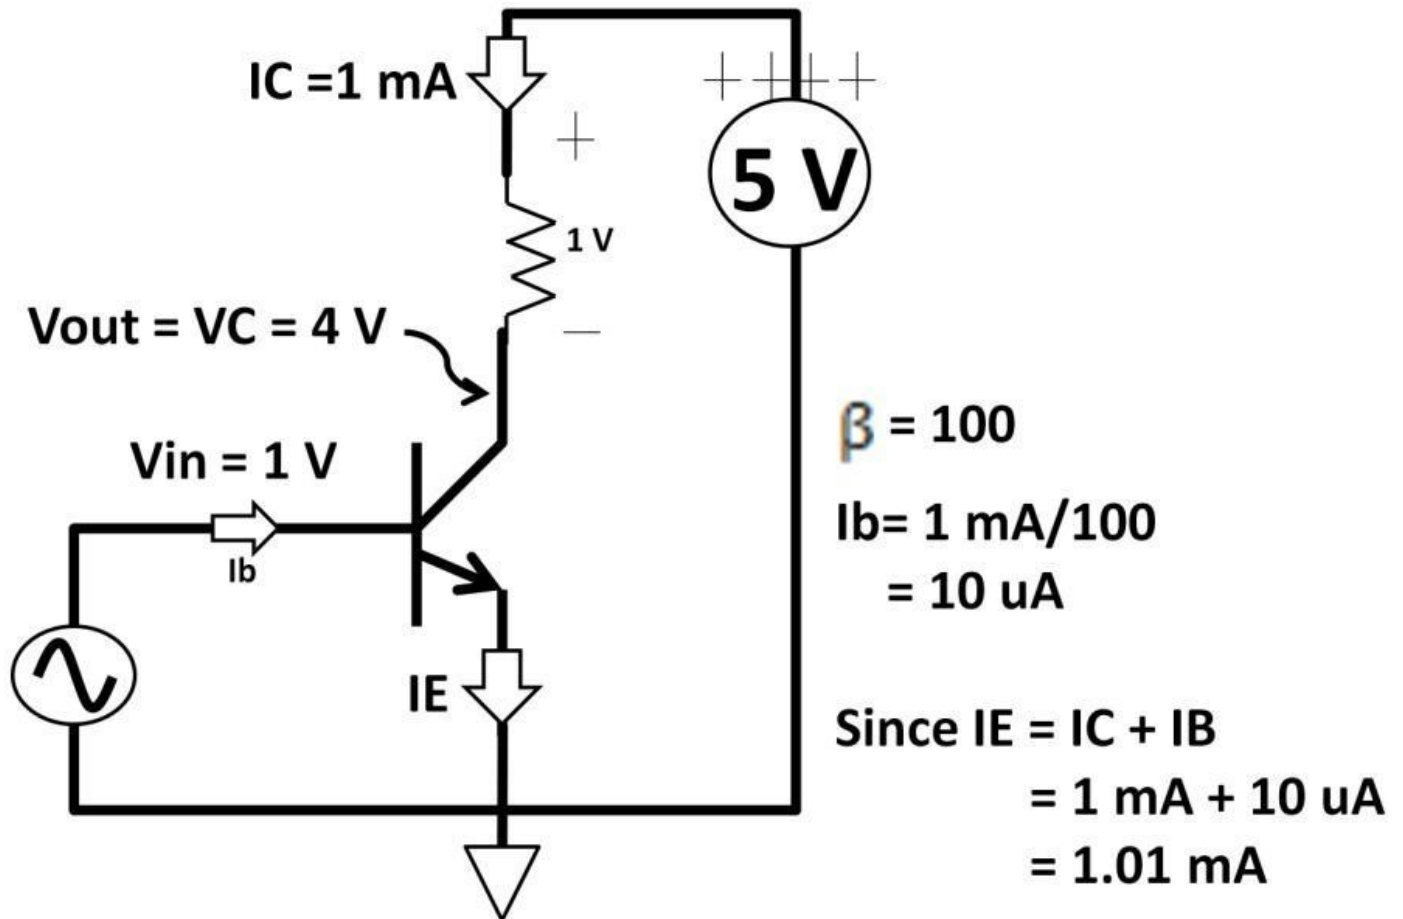 IC =1 mA
+ + + +
+
5 V
1 V
Vout = VC = 4 V
—
β = 100
Vin = 1 V
Ib= 1 mA/100
Ib
= 10 uA
IE
Since IE = IC + IB
= 1 mA + 10 uA
= 1.01 mA